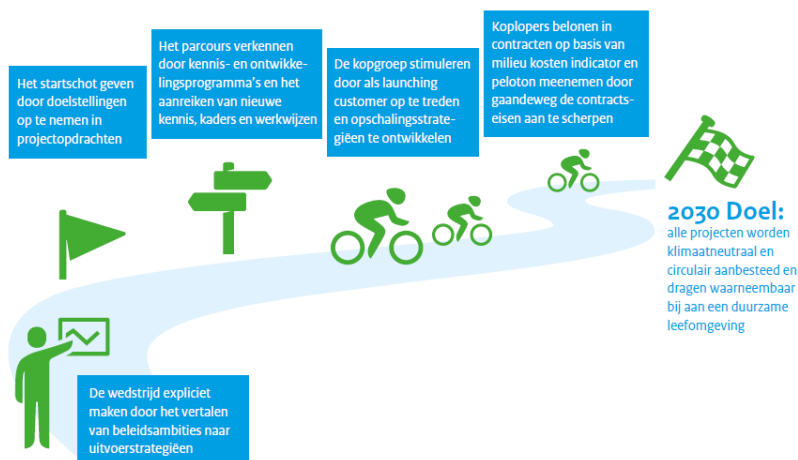 Het startschot geven
door doelstellingen
op te nemen in
projectopdrachten
Het parcours verkennen
door kennis- en ontwikke-
lingsprogramma's en het
aanreiken van nieuwe
kennis, kaders en werkwijzen
De kopgroep stimuleren
door als launching
customer op te treden
en opschalingsstrate-
giëen te ontwikkelen
Koplopers belonen in
contracten op basis van
milieu kosten indicator en
peloton meenemen door
gaandeweg de contracts-
eisen aan te scherpen
2030 Doel:
alle projecten worden
klimaatneutraal en
circulair aanbesteed en
dragen waarneembaar
bij aan een duurzame
leefomgeving
De wedstrijd expliciet
maken door het vertalen
van beleidsambities naar
uitvoerstrategiëen